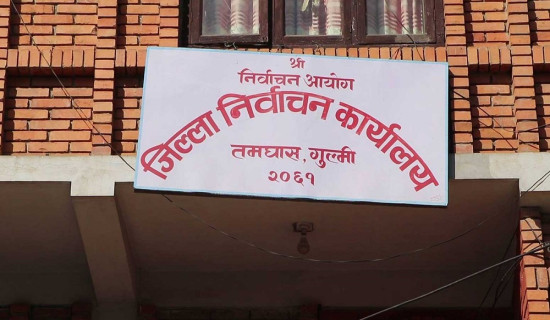 श्री
निर्वाचन आयोग
जिल्ला निर्वाचन कार्यालय
तमघास, गुल्मी
२०६१